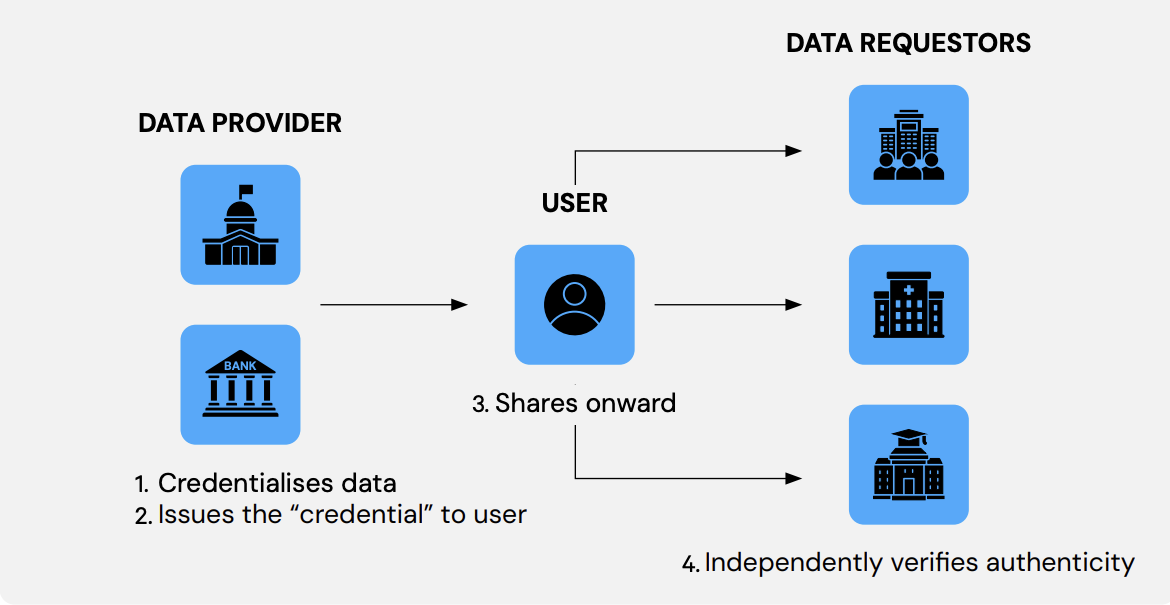 DATA REQUESTORS
DATA PROVIDER
USER
BANK
3. Shares onward
1. Credentialises data
2. Issues the “credential” to user
4. Independently verifies authenticity